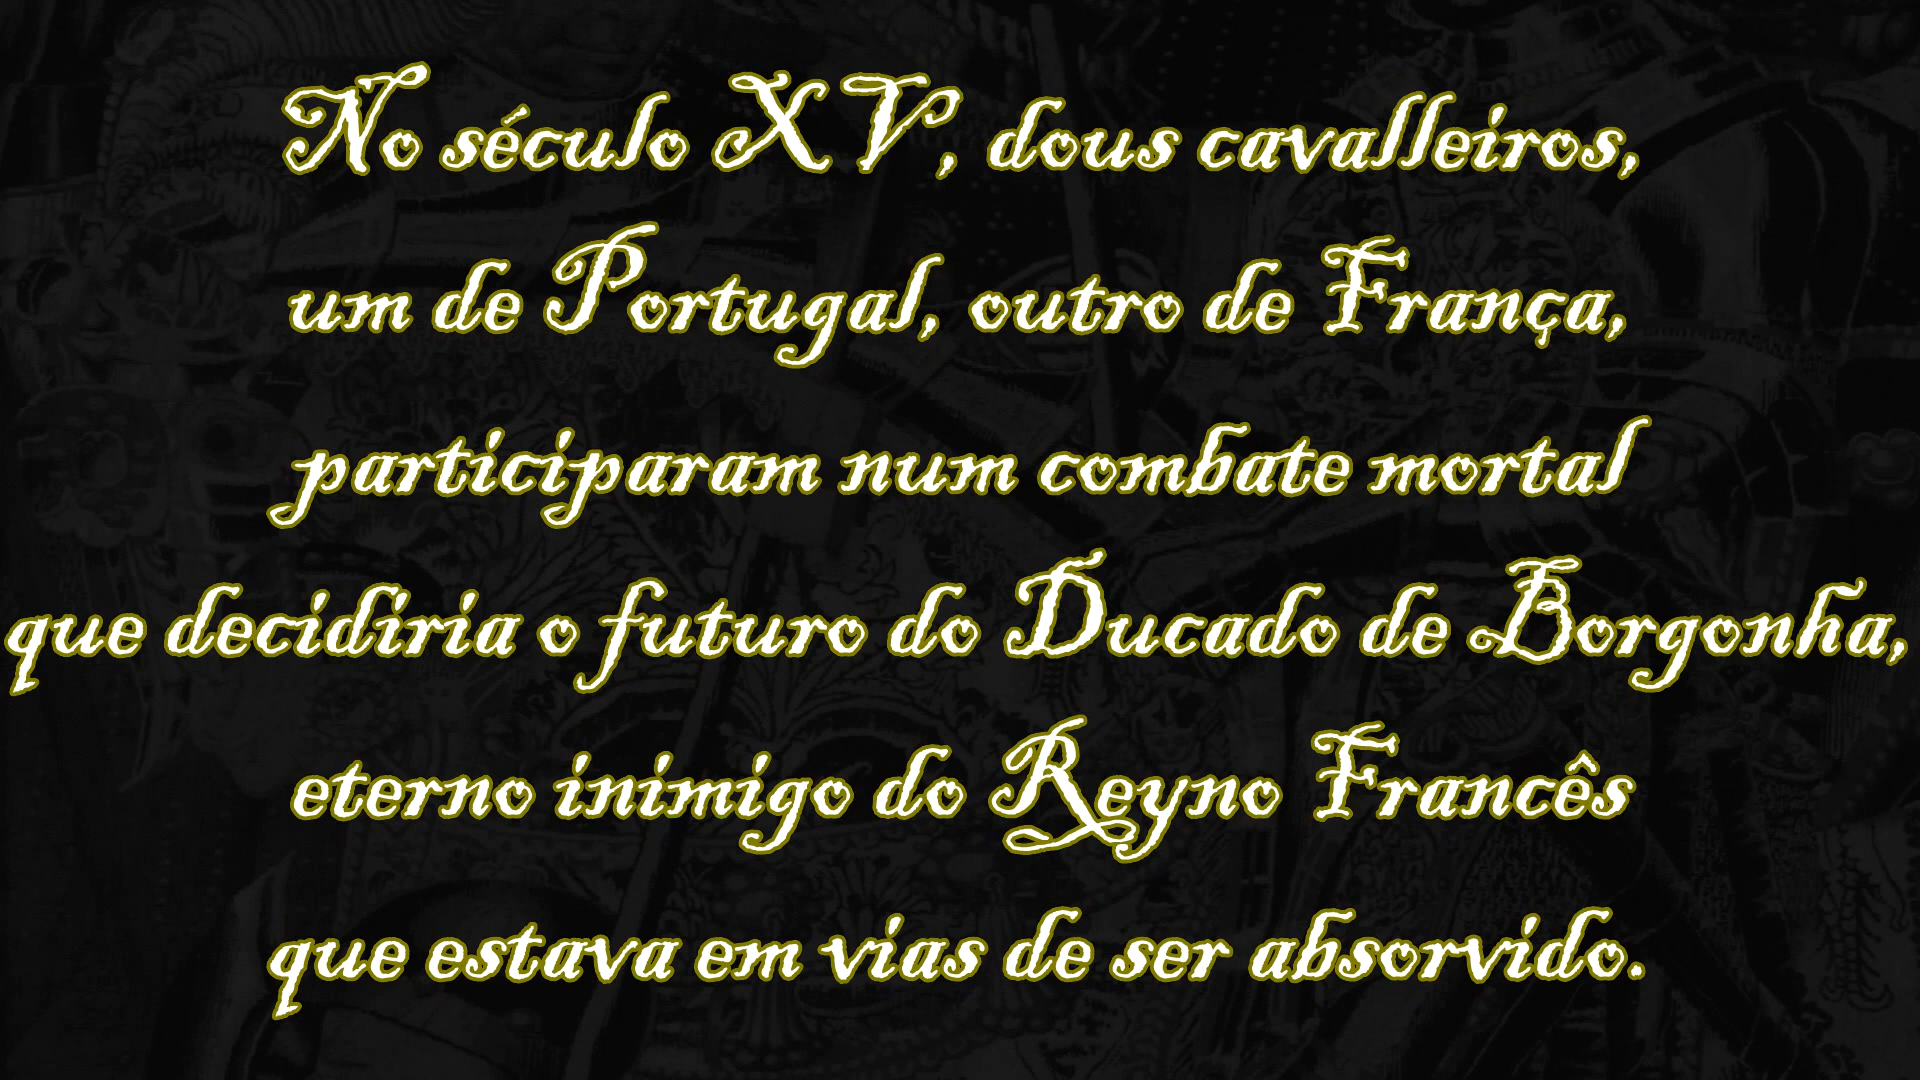 No século XV, dous cavalleiros,
um de Portugal, outro de França,
participaram num combate mortal
que decidiria o futuro do Ducado de Borgonha,
eterno inimigo do Reyno Francês
que estava em vias de ser absorvido.